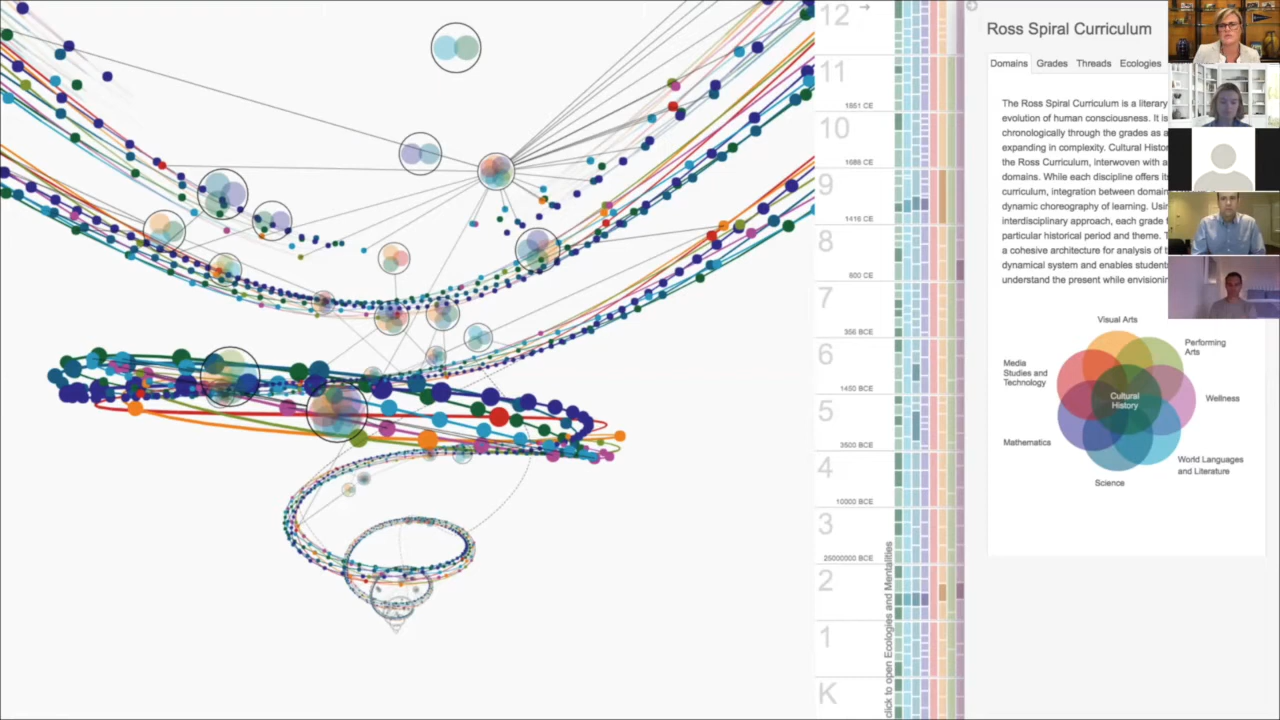 12 →
11
1851 CE
10
1688 CE
9
1416 CE
8
600 CE
7
356 BCE
6
1450 BCE
5
3500 BCE
4
10000 BCE
3
25000000 BCE
2
1
K
click to open Ecologies and Mentalities
Ross Spiral Curriculum
Domains Grades Threads Ecologies
The Ross Spiral Curriculum is a literary
evolution of human consciousness. It is
chronologically through the grades as a
expanding in complexity. Cultural History
the Ross Curriculum, interwoven with a
domains. While each discipline offers its
curriculum, integration between domain
dynamic choreography of learning. Using
interdisciplinary approach, each grade f
particular historical period and theme. T
a cohesive architecture for analysis of t
dynamical system and enables students
understand the present while envisionin
Visual Arts
Performing
Arts
Media
Studies and
Technology
Cultural
History
Wellness
Mathematics
World Languages
and Literature
Science